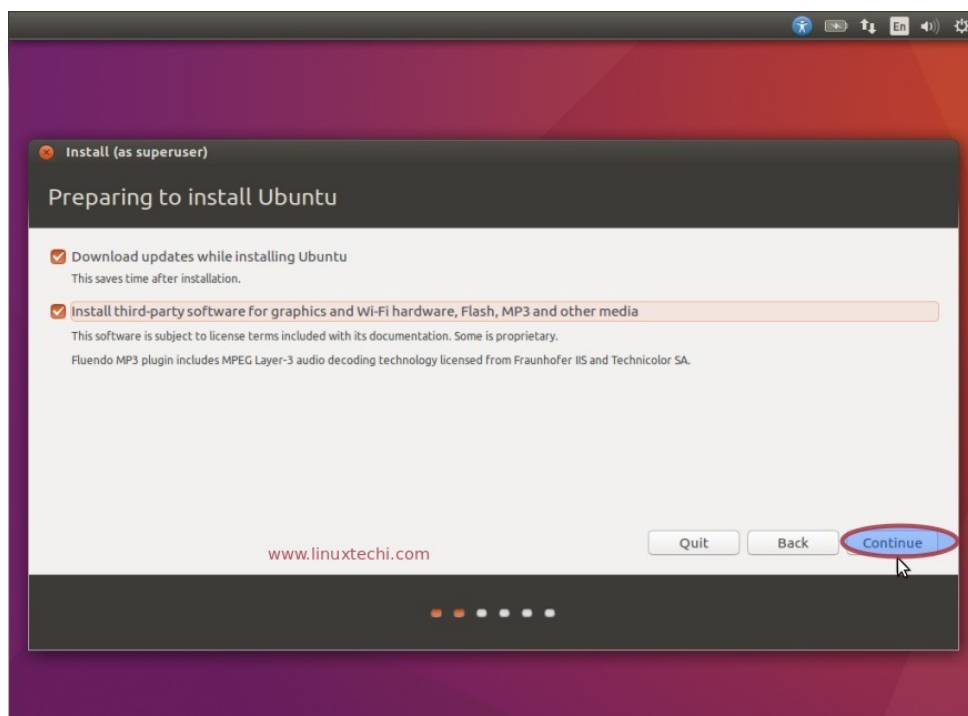 En
Install (as superuser)
Preparing to install Ubuntu
Download updates while installing Ubuntu
This saves time after installation.
Install third-party software for graphics and Wi-Fi hardware, Flash, MP3 and other media
This software is subject to license terms included with its documentation. Some is proprietary.
Fluendo MP3 plugin includes MPEG Layer-3 audio decoding technology licensed from Fraunhofer IIS and Technicolor SA.
Quit Back Continue
www.linuxtechi.com